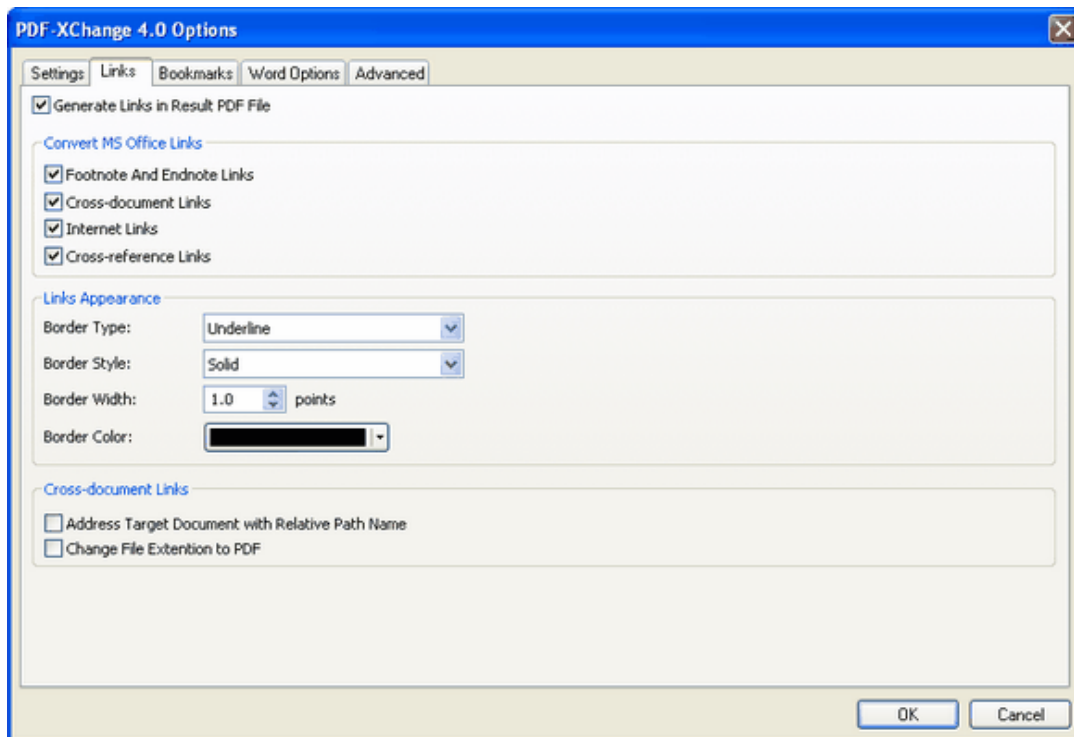 PDF-XChange 4.0 Options
Settings Links Bookmarks Word Options Advanced
Generate Links in Result PDF File
Convert MS Office Links
Footnote And Endnote Links
Cross-document Links
Internet Links
Cross-reference Links
Links Appearance
Border Type: Underline
Border Style: Solid
Border Width: 1.0 points
Border Color:
Cross-document Links
Address Target Document with Relative Path Name
Change File Extention to PDF
OK Cancel